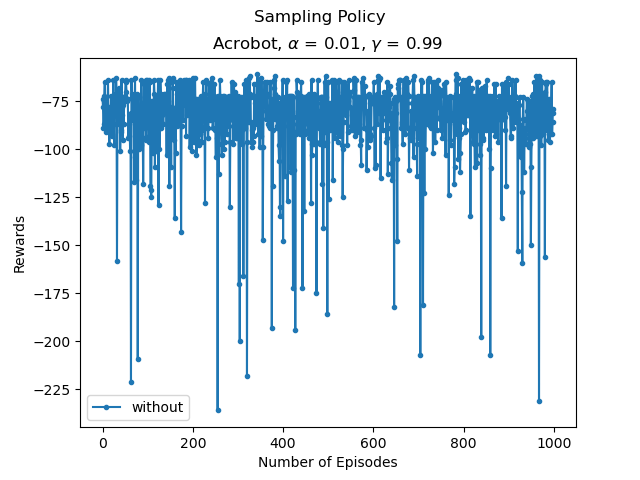 Sampling Policy
Acrobot, α = 0.01, γ = 0.99
Rewards
−75
−100
−125
−150
−175
−200
−225
without
0 200 400 600 800 1000
Number of Episodes